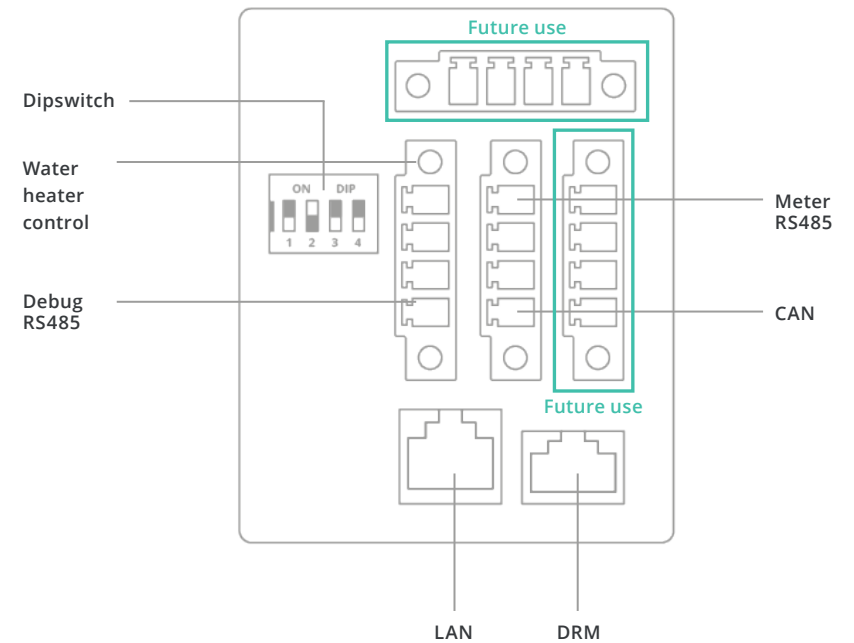 Future use
Dipswitch
Water
heater
control
ON DIP
1 2 3 4
Meter
RS485
Debug
RS485
CAN
Future use
LAN
DRM